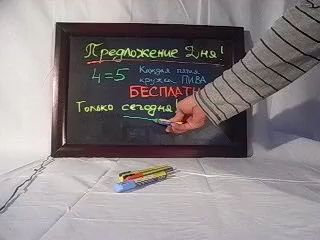 Предложение Дня!
4=5 Каждая пятая
кружка ПИВА
БЕСПЛАТН
Только сегодня!